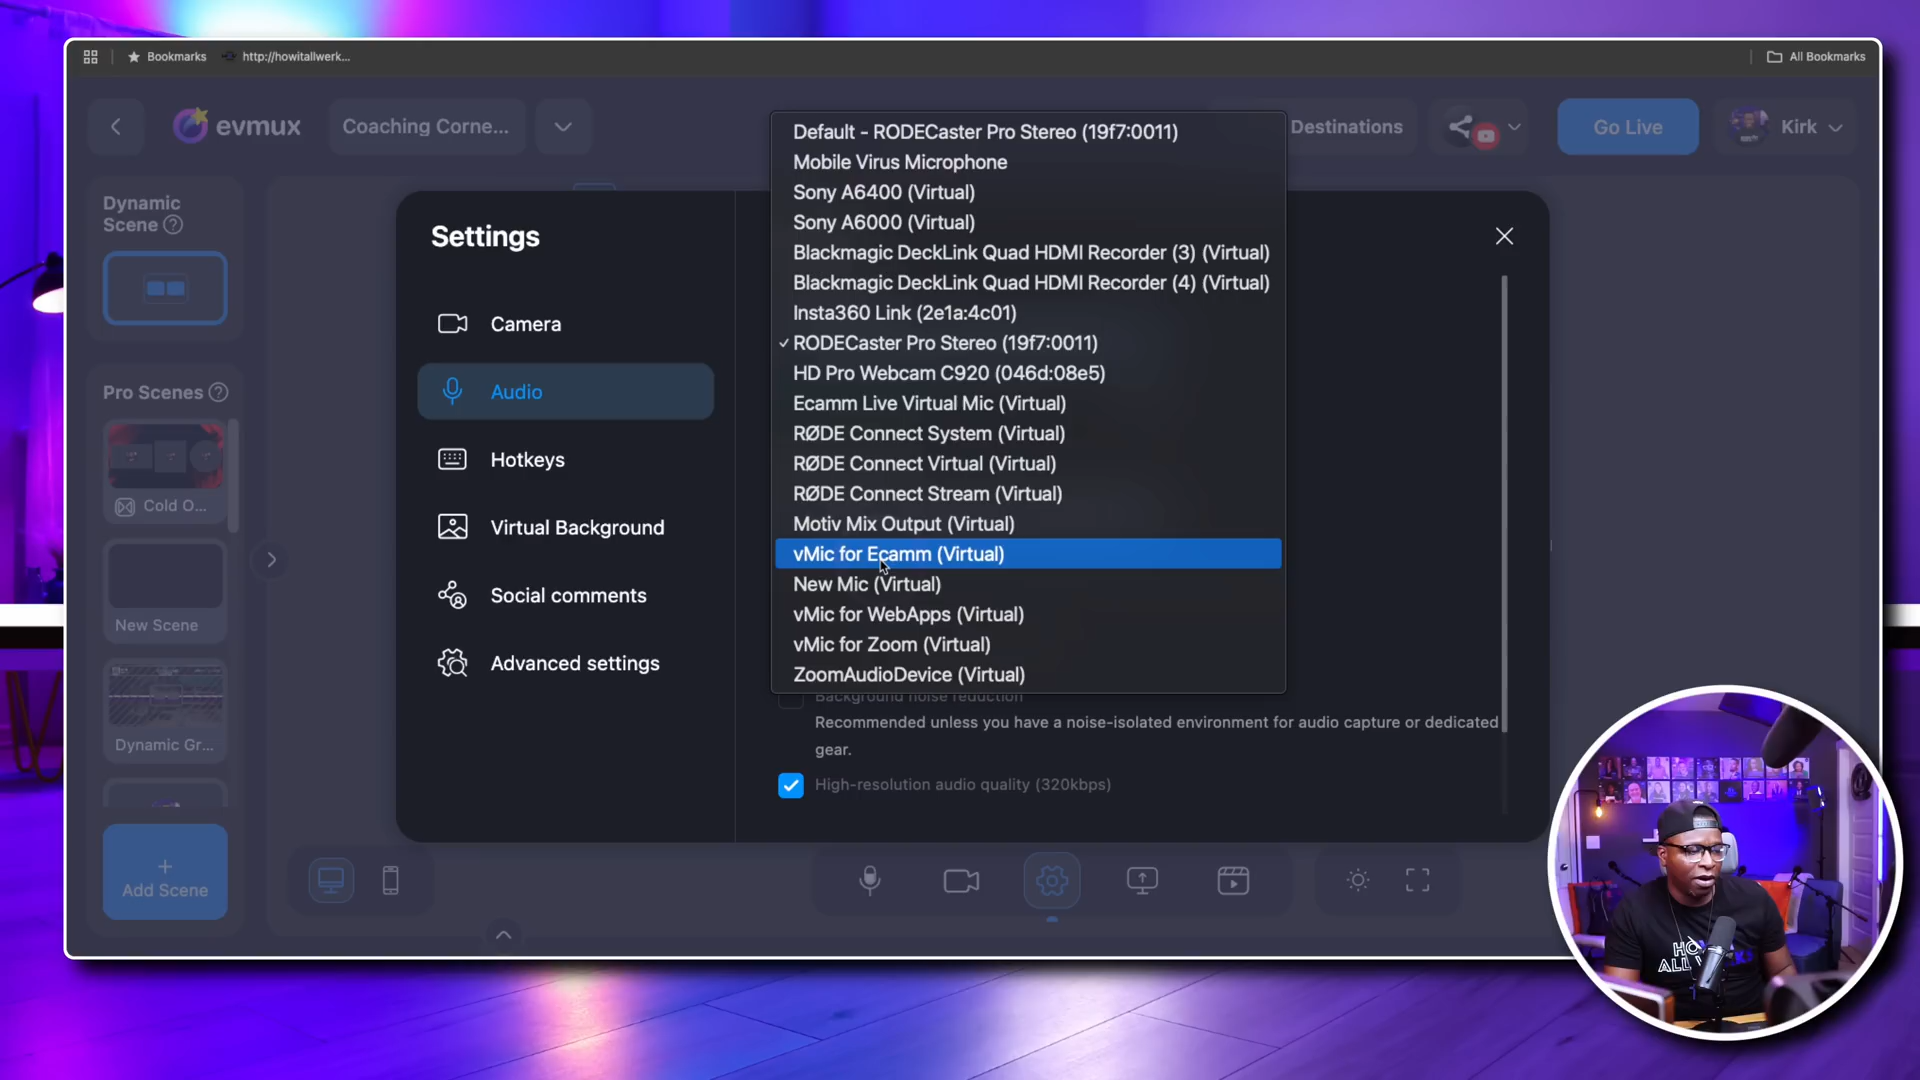 Bookmarks
http://howitallwerk...
All Bookmarks
evmux
Coaching Corne...
Destinations
Go Live
Kirk
Dynamic
Scene
Pro Scenes
Cold O...
New Scene
Dynamic Gr...
+
Add Scene
Settings
Camera
Audio
Hotkeys
Virtual Background
Social comments
Advanced settings
Default - RODECaster Pro Stereo (19f7:0011)
Mobile Virus Microphone
Sony A6400 (Virtual)
Sony A6000 (Virtual)
Blackmagic DeckLink Quad HDMI Recorder (3) (Virtual)
Blackmagic DeckLink Quad HDMI Recorder (4) (Virtual)
Insta360 Link (2e1a:4c01)
✓ RODECaster Pro Stereo (19f7:0011)
HD Pro Webcam C920 (046d:08e5)
Ecamm Live Virtual Mic (Virtual)
RØDE Connect System (Virtual)
RØDE Connect Virtual (Virtual)
RØDE Connect Stream (Virtual)
Motiv Mix Output (Virtual)
vMic for Ecamm (Virtual)
New Mic (Virtual)
vMic for WebApps (Virtual)
vMic for Zoom (Virtual)
ZoomAudioDevice (Virtual)
Background noise reduction
Recommended unless you have a noise-isolated environment for audio capture or dedicated
gear.
High-resolution audio quality (320kbps)